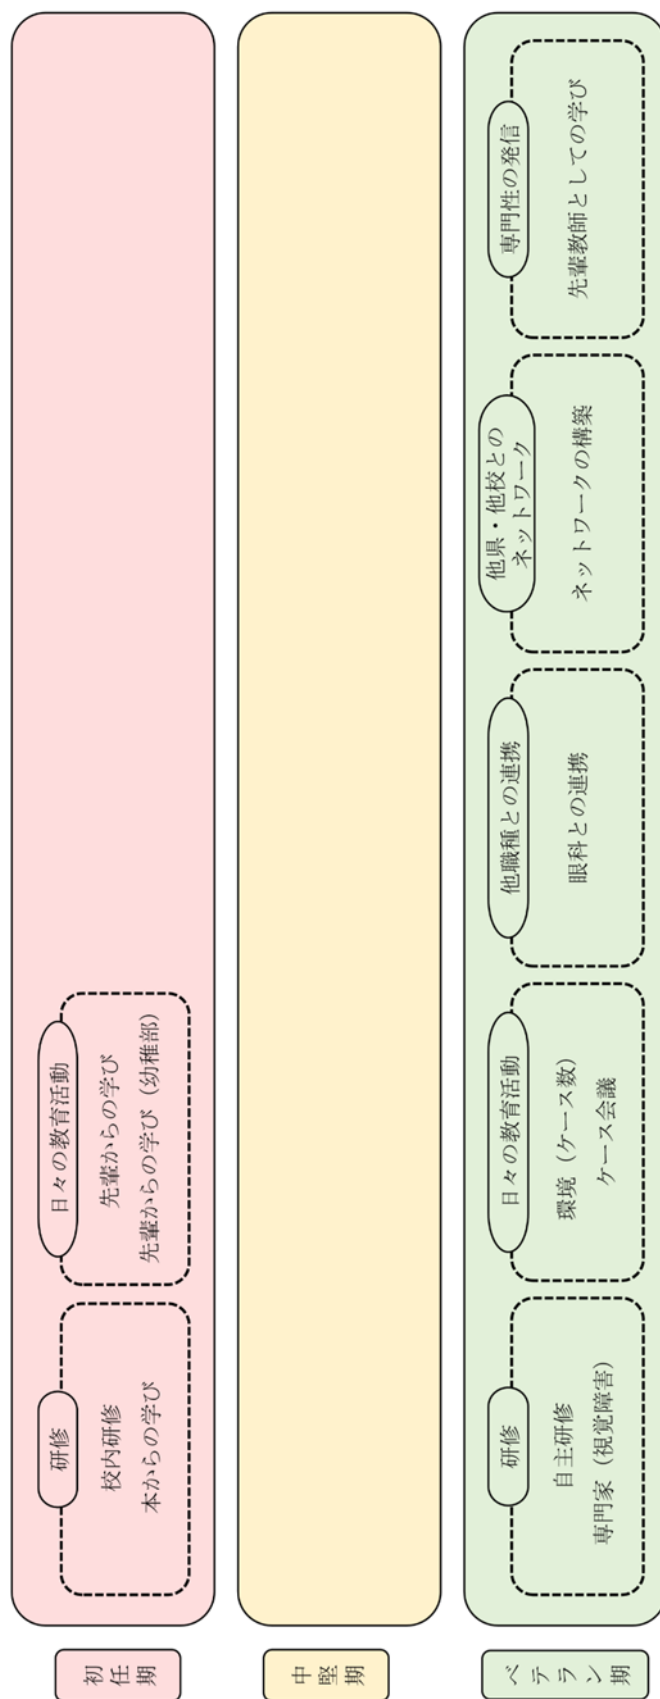 初任期
研修
校内研修
本からの学び
日々の教育活動
先輩からの学び
先輩からの学び（幼稚部）
中堅期
ベテラン期
研修
自主研修
専門家（視覚障害）
日々の教育活動
環境（ケース数）
ケース会議
他職種との連携
眼科との連携
他県・他校との
ネットワーク
ネットワークの構築
専門性の発信
先輩教師としての学び